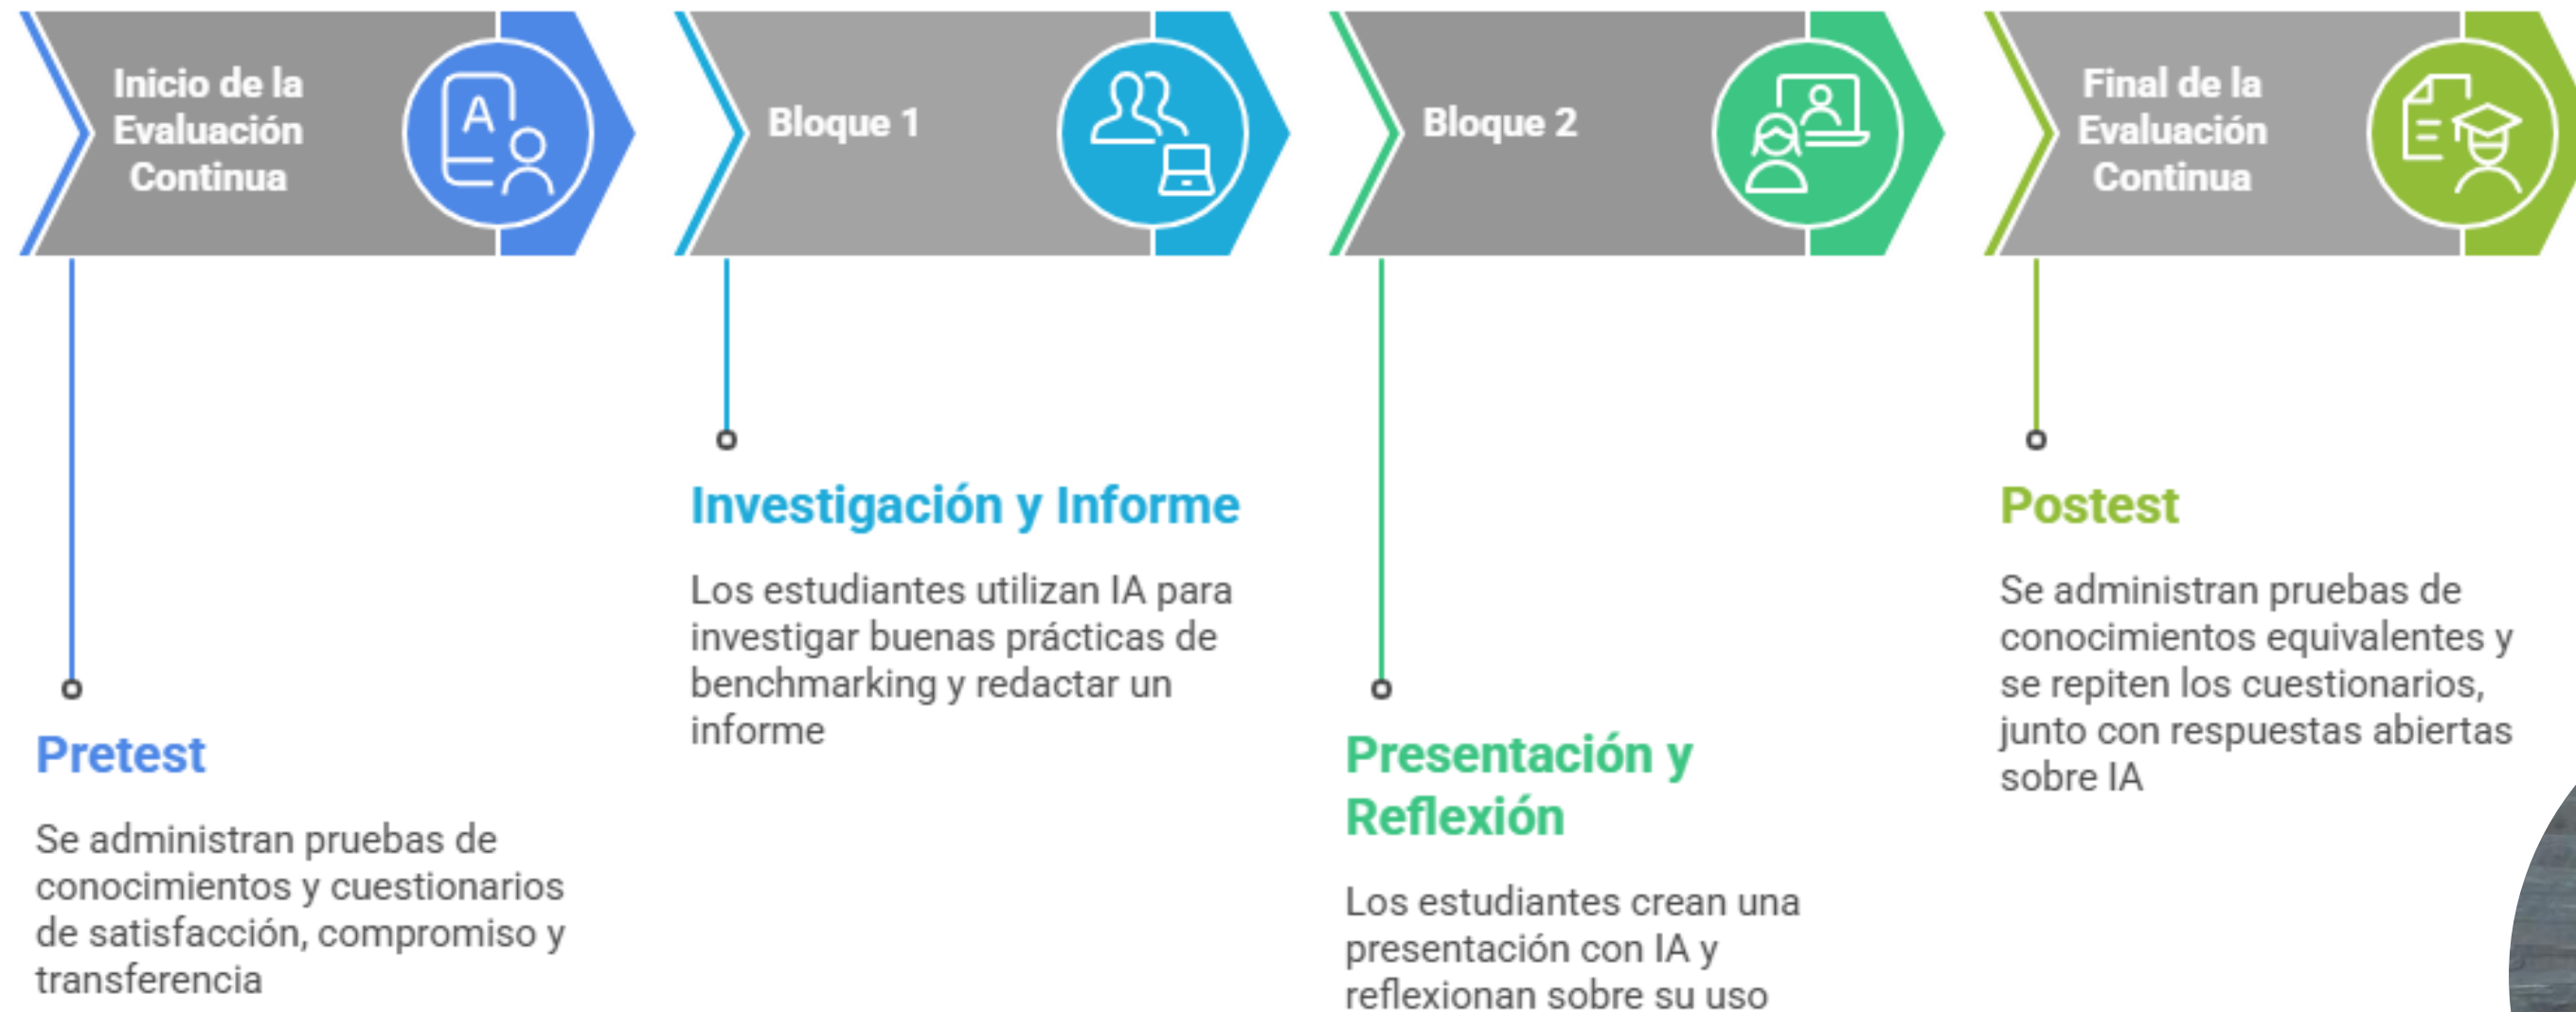 Inicio de la
Evaluación
Continua
A
Bloque 1
Bloque 2
Final de la
Evaluación
Continua
Pretest
Se administran pruebas de
conocimientos y cuestionarios
de satisfacción, compromiso y
transferencia
Investigación y Informe
Los estudiantes utilizan IA para
investigar buenas prácticas de
benchmarking y redactar un
informe
Presentación y
Reflexión
Los estudiantes crean una
presentación con IA y
reflexionan sobre su uso
Postest
Se administran pruebas de
conocimientos equivalentes y
se repiten los cuestionarios,
junto con respuestas abiertas
sobre IA